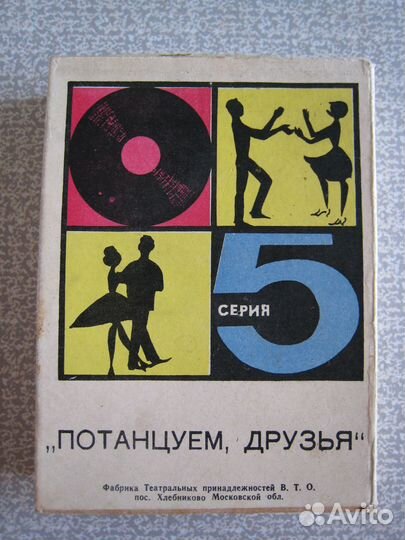 СЕРИЯ 5
„ПОТАНЦУЕМ, ДРУЗЬЯ“
Фабрика Театральных принадлежностей В. Т. О.
пос. Хлебниково Московской обл.
Avito